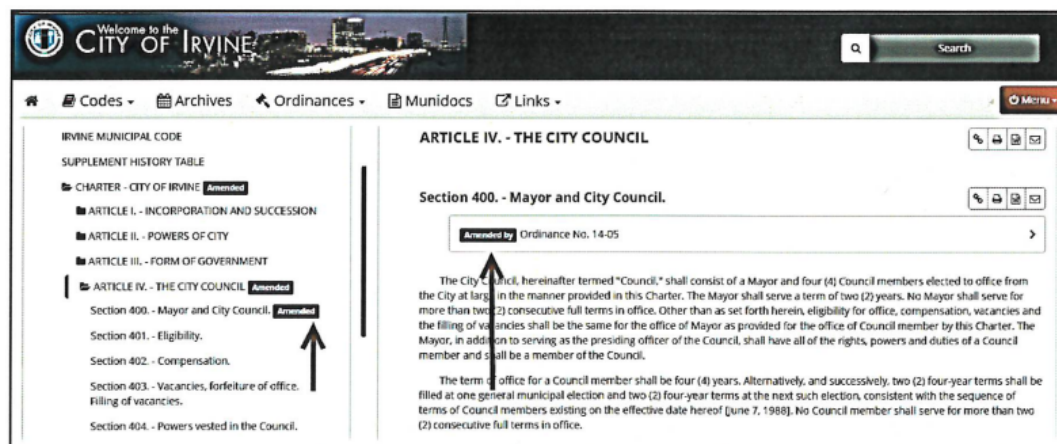 Welcome to the
CITY OF IRVINE
Search
Codes
Archives
Ordinances
Munidocs
Links
Menu
IRVINE MUNICIPAL CODE
SUPPLEMENT HISTORY TABLE
CHARTER - CITY OF IRVINE Amended
ARTICLE I. - INCORPORATION AND SUCCESSION
ARTICLE II. - POWERS OF CITY
ARTICLE III. - FORM OF GOVERNMENT
ARTICLE IV. - THE CITY COUNCIL Amended
Section 400. - Mayor and City Council. Amended
Section 401. - Eligibility.
Section 402. - Compensation.
Section 403. - Vacancies, forfeiture of office.
Filling of vacancies.
Section 404. - Powers vested in the Council.
ARTICLE IV. - THE CITY COUNCIL
Section 400. - Mayor and City Council.
Amended by Ordinance No. 14-05
The City Council, hereinafter termed "Council," shall consist of a Mayor and four (4) Council members elected to office from
the City at large in the manner provided in this Charter. The Mayor shall serve a term of two (2) years. No Mayor shall serve for
more than two (2) consecutive full terms in office. Other than as set forth herein, eligibility for office, compensation, vacancies and
the filling of vacancies shall be the same for the office of Mayor as provided for the office of Council member by this Charter. The
Mayor, in addition to serving as the presiding officer of the Council, shall have all of the rights, powers and duties of a Council
member and shall be a member of the Council.
The term of office for a Council member shall be four (4) years. Alternatively, and successively, two (2) four-year terms shall be
filled at one general municipal election and two (2) four-year terms at the next such election, consistent with the sequence of
terms of Council members existing on the effective date hereof [June 7, 1988]. No Council member shall serve for more than two
(2) consecutive full terms in office.